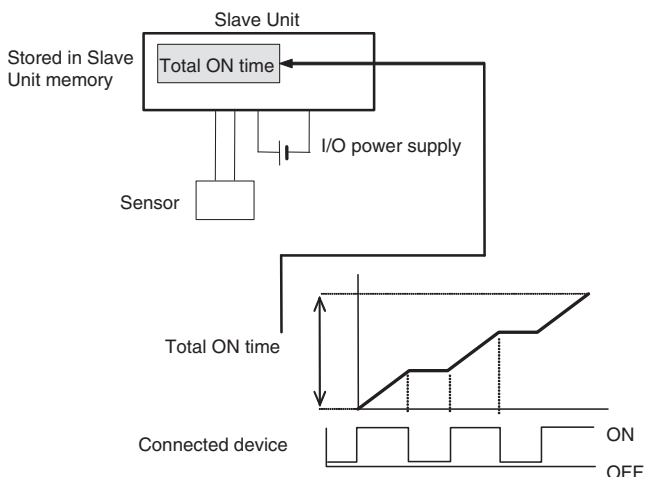 Slave Unit
Stored in Slave
Unit memory
Total ON time
I/O power supply
Sensor
Total ON time
Connected device
ON
OFF